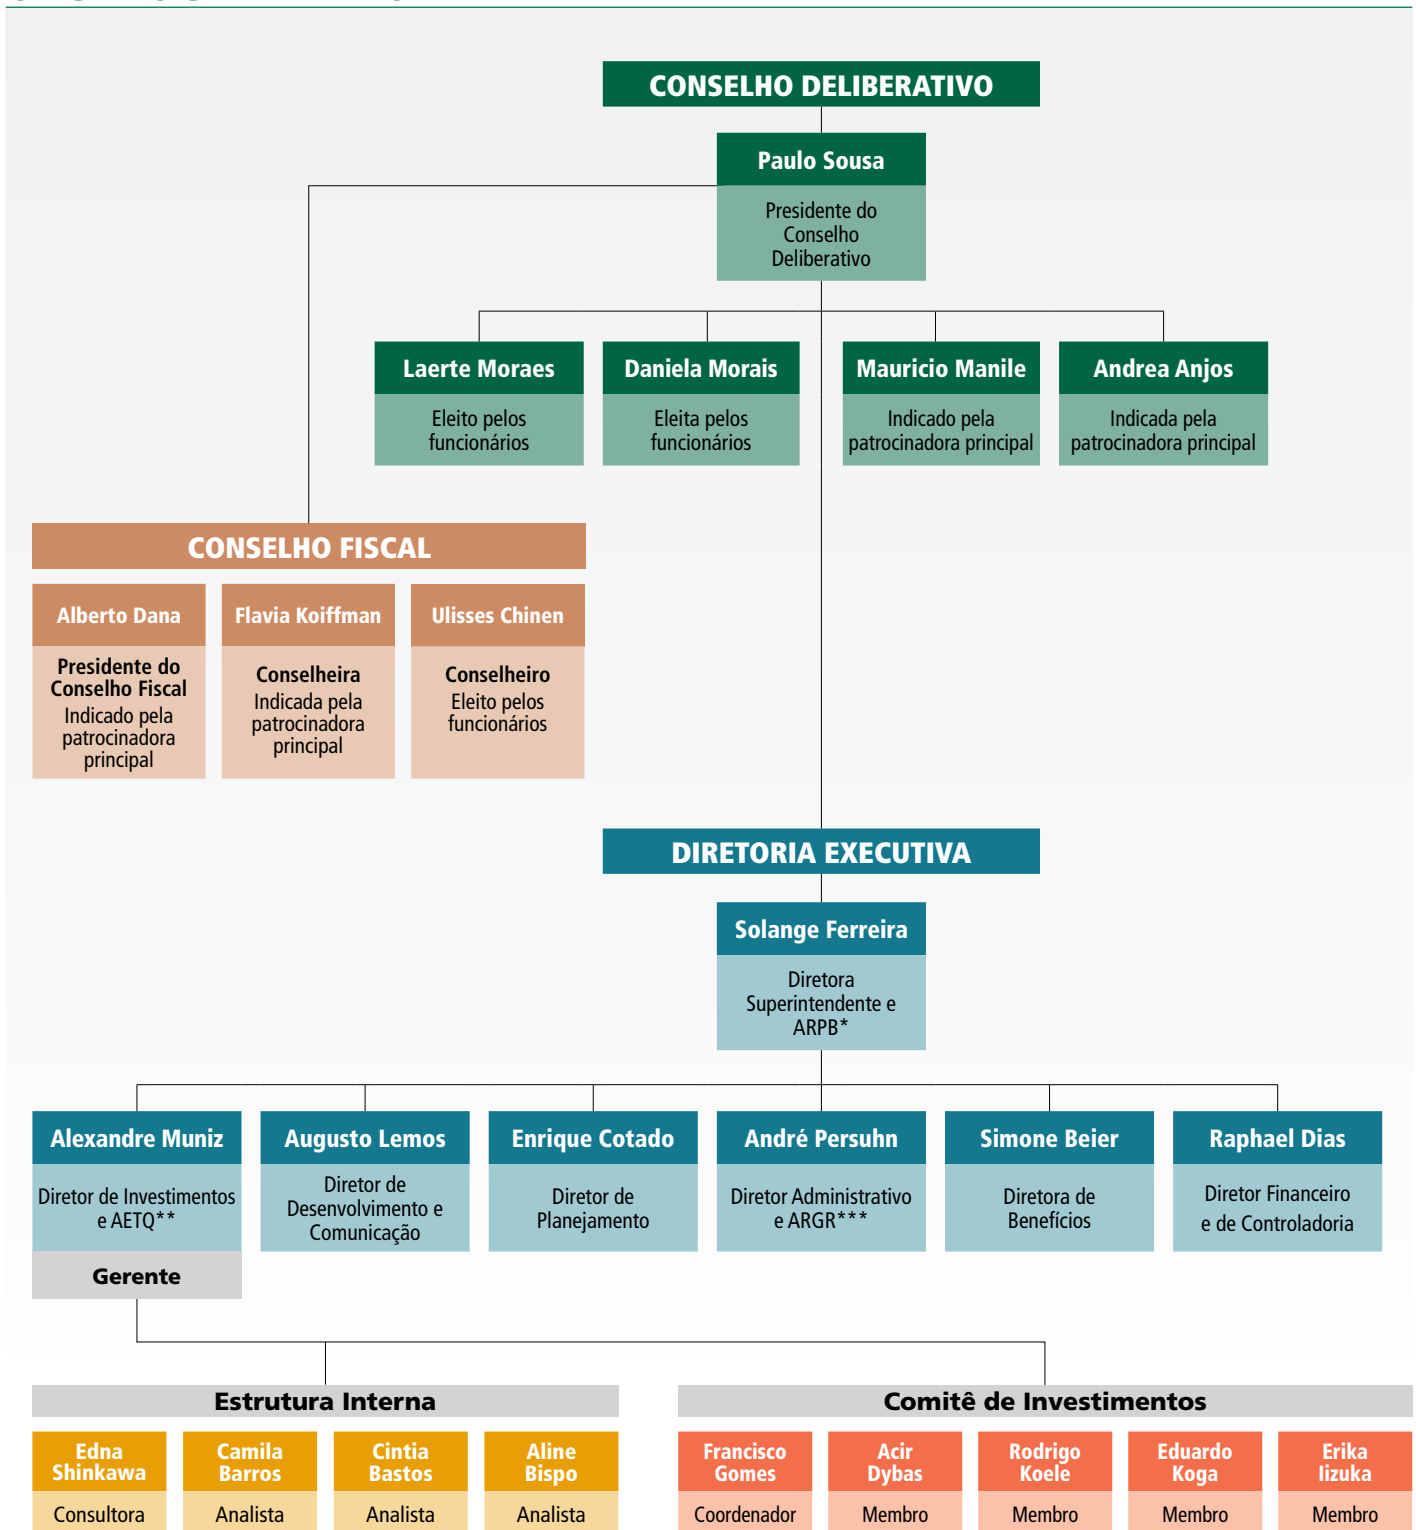 CONSELHO DELIBERATIVO
Paulo Sousa
Presidente do
Conselho
Deliberativo
Laerte Moraes
Eleito pelos
funcionários
Daniela Morais
Eleita pelos
funcionários
Mauricio Manile
Indicado pela
patrocinadora principal
Andrea Anjos
Indicada pela
patrocinadora principal
CONSELHO FISCAL
Alberto Dana
Presidente do
Conselho Fiscal
Indicado pela
patrocinadora
principal
Flavia Koiffman
Conselheira
Indicada pela
patrocinadora
principal
Ulisses Chinen
Conselheiro
Eleito pelos
funcionários
DIRETORIA EXECUTIVA
Solange Ferreira
Diretora
Superintendente e
ARPB*
Alexandre Muniz
Diretor de Investimentos
e AETQ**
Gerente
Augusto Lemos
Diretor de
Desenvolvimento e
Comunicação
Enrique Cotado
Diretor de
Planejamento
André Persuhn
Diretor Administrativo
e ARGR***
Simone Beier
Diretora de
Benefícios
Raphael Dias
Diretor Financeiro
e de Controladoria
Estrutura Interna
Edna
Shinkawa
Consultora
Camila
Barros
Analista
Cintia
Bastos
Analista
Aline
Bispo
Analista
Comitê de Investimentos
Francisco
Gomes
Coordenador
Acir
Dybas
Membro
Rodrigo
Koele
Membro
Eduardo
Koga
Membro
Erika
Iizuka
Membro